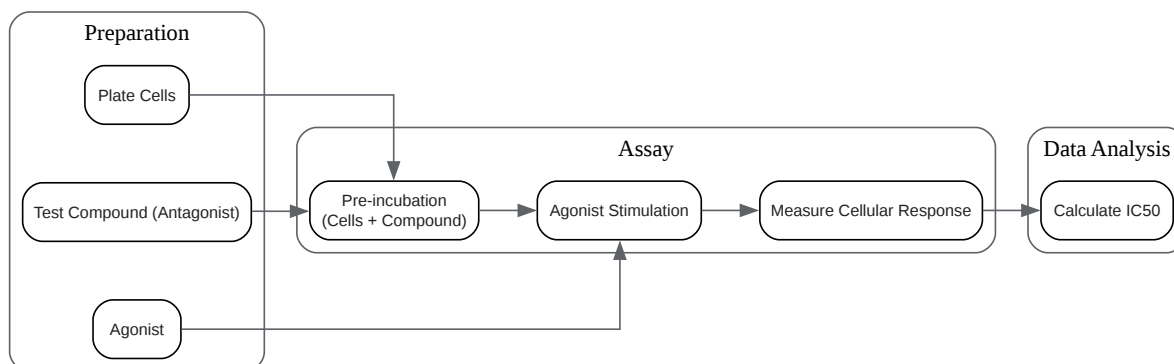 Preparation
Plate Cells
Test Compound (Antagonist)
Agonist
Assay
Pre-incubation
(Cells + Compound)
Agonist Stimulation
Measure Cellular Response
Data Analysis
Calculate IC50